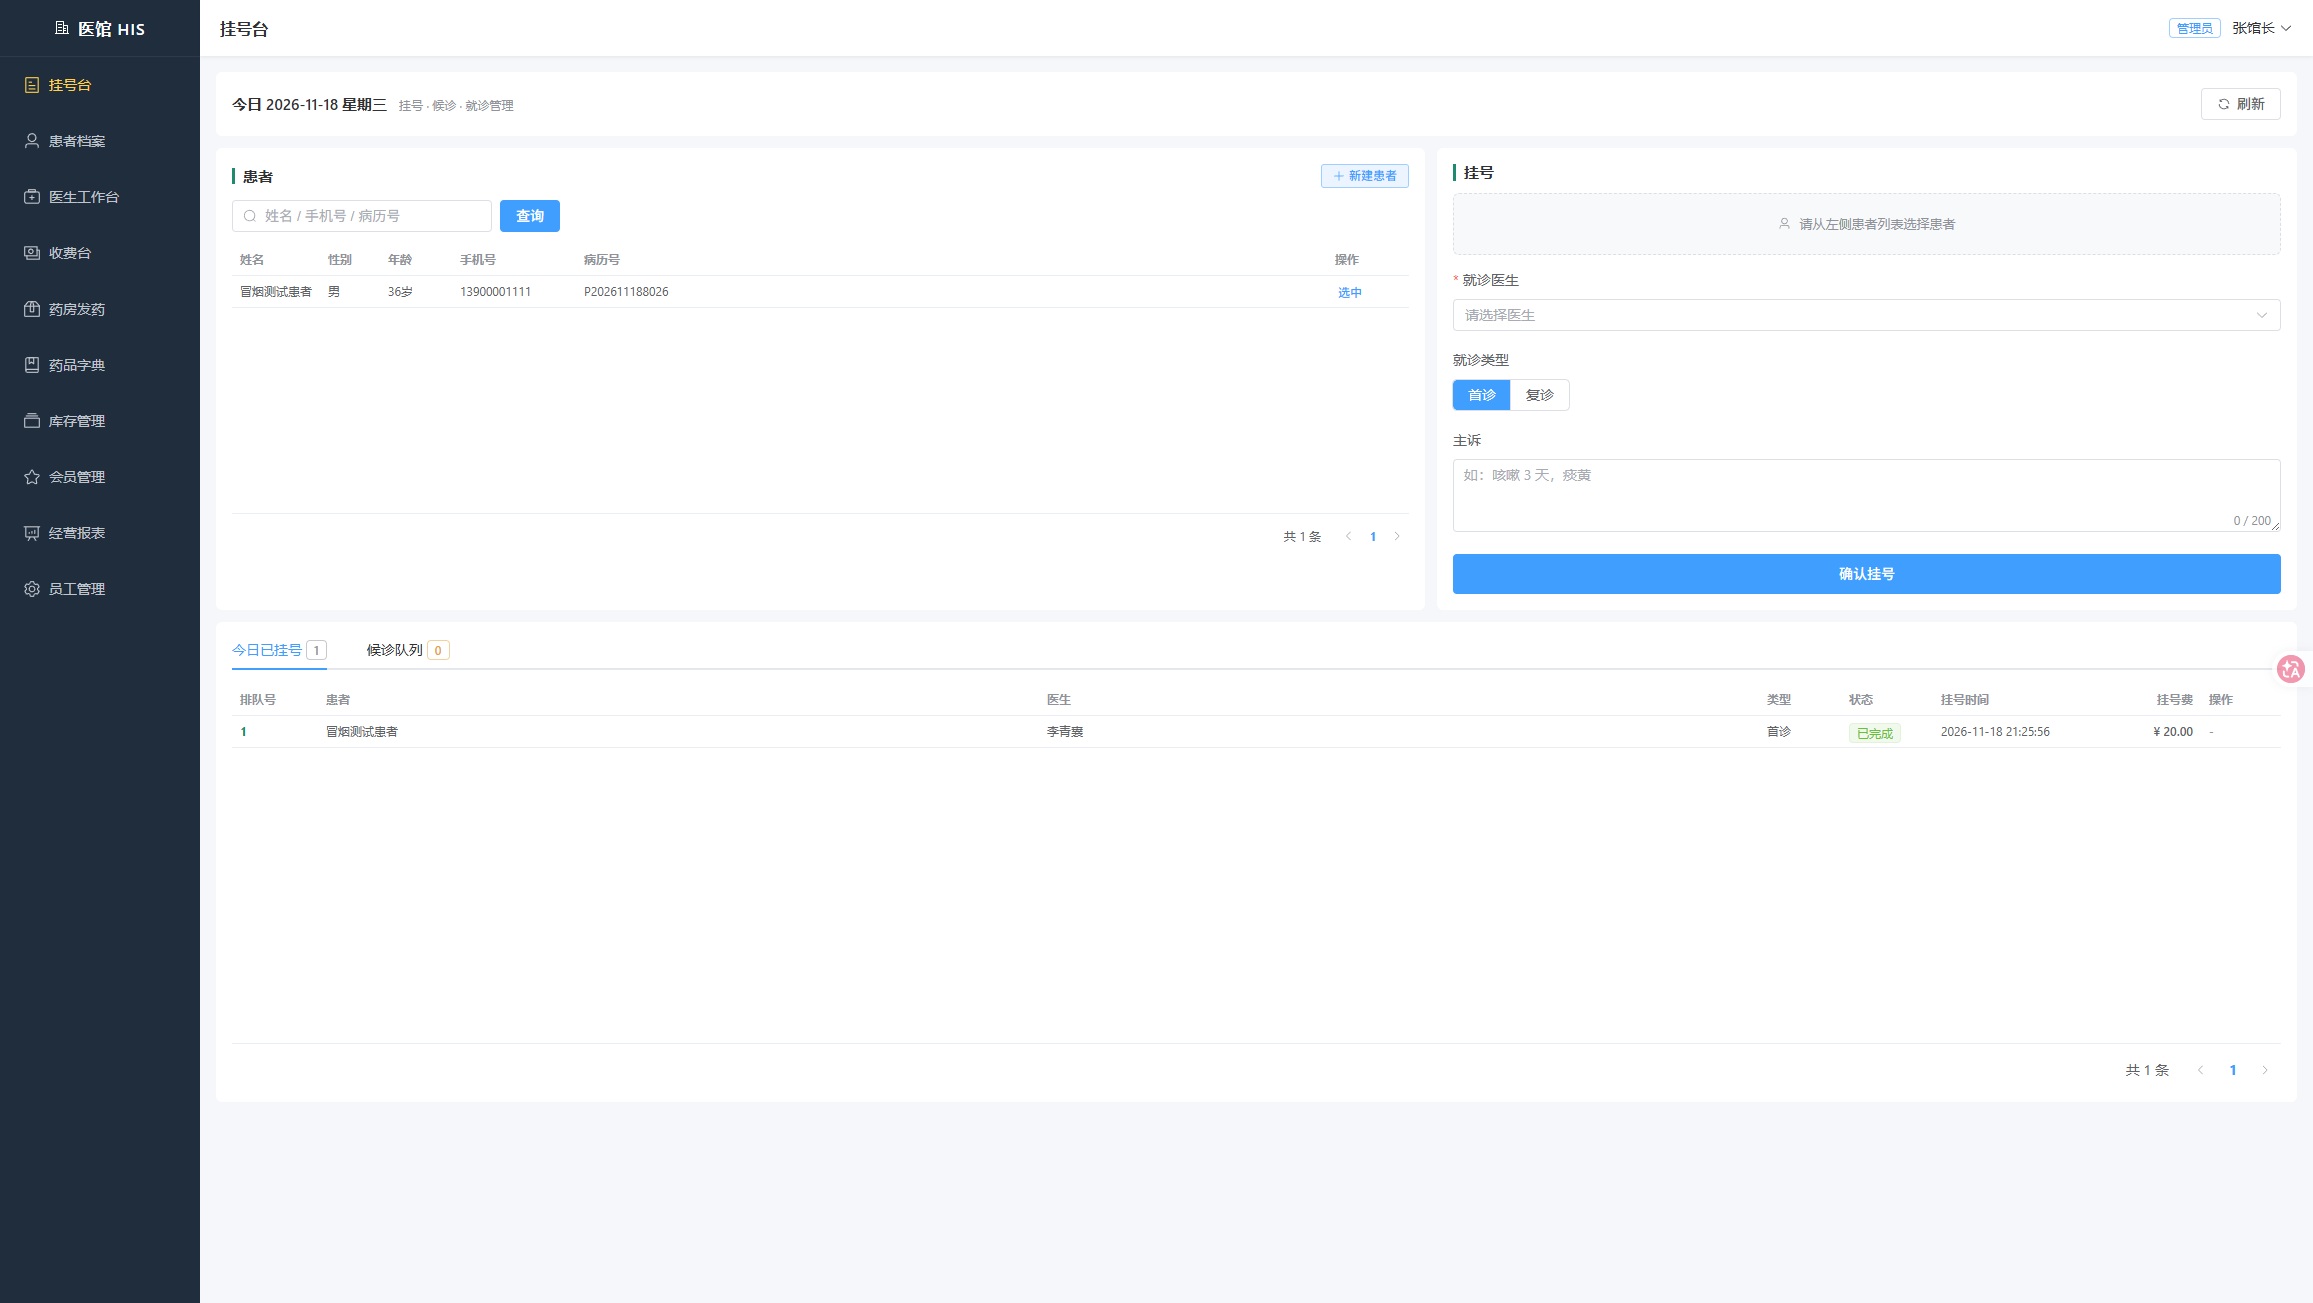 医馆 HIS
挂号台
管理员 张馆长
挂号台
患者档案
医生工作台
收费台
药房发药
药品字典
库存管理
会员管理
经营报表
员工管理
今日 2026-11-18 星期三 挂号 · 候诊 · 就诊管理
刷新
患者
新建患者
姓名 / 手机号 / 病历号
查询
姓名 性别 年龄 手机号 病历号 操作
冒烟测试患者 男 36岁 13900001111 P202611188026 选中
共 1 条 1
挂号
请从左侧患者列表选择患者
* 就诊医生
请选择医生
就诊类型
首诊 复诊
主诉
如：咳嗽 3 天，痰黄
0 / 200
确认挂号
今日已挂号 1 候诊队列 0
排队号 患者 医生 类型 状态 挂号时间 挂号费 操作
1 冒烟测试患者 李青囊 首诊 已完成 2026-11-18 21:25:56 ¥ 20.00 -
共 1 条 1